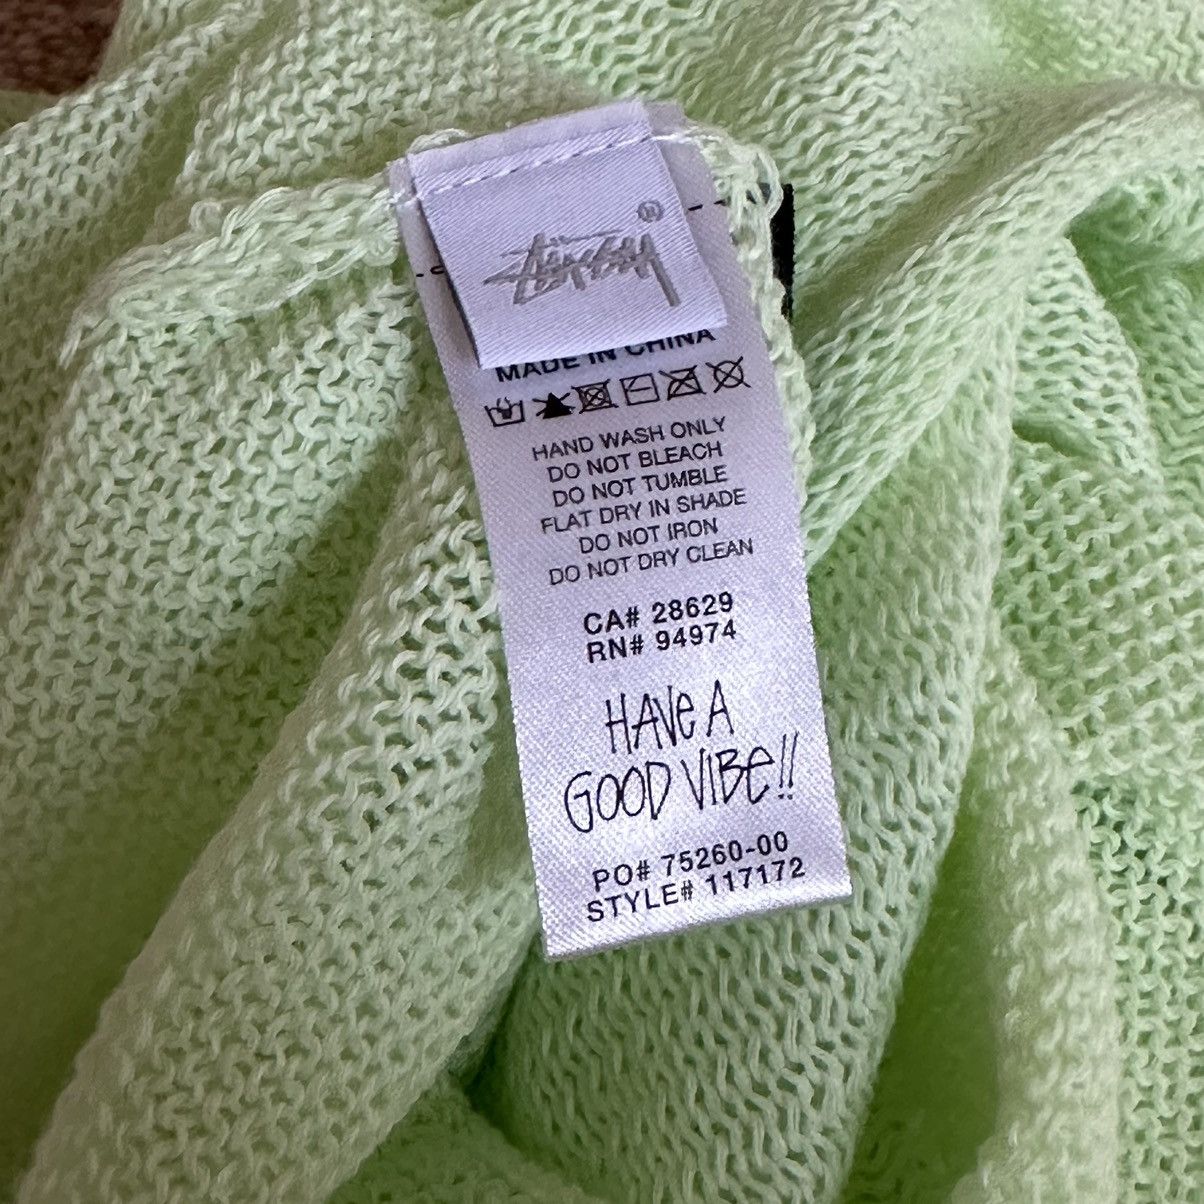 ®
Stüssy
MADE IN CHINA
HAND WASH ONLY
DO NOT BLEACH
DO NOT TUMBLE
FLAT DRY IN SHADE
DO NOT IRON
DO NOT DRY CLEAN
CA# 28629
RN# 94974
HAVE A
GOOD VIBE!!
PO# 75260-00
STYLE# 117172